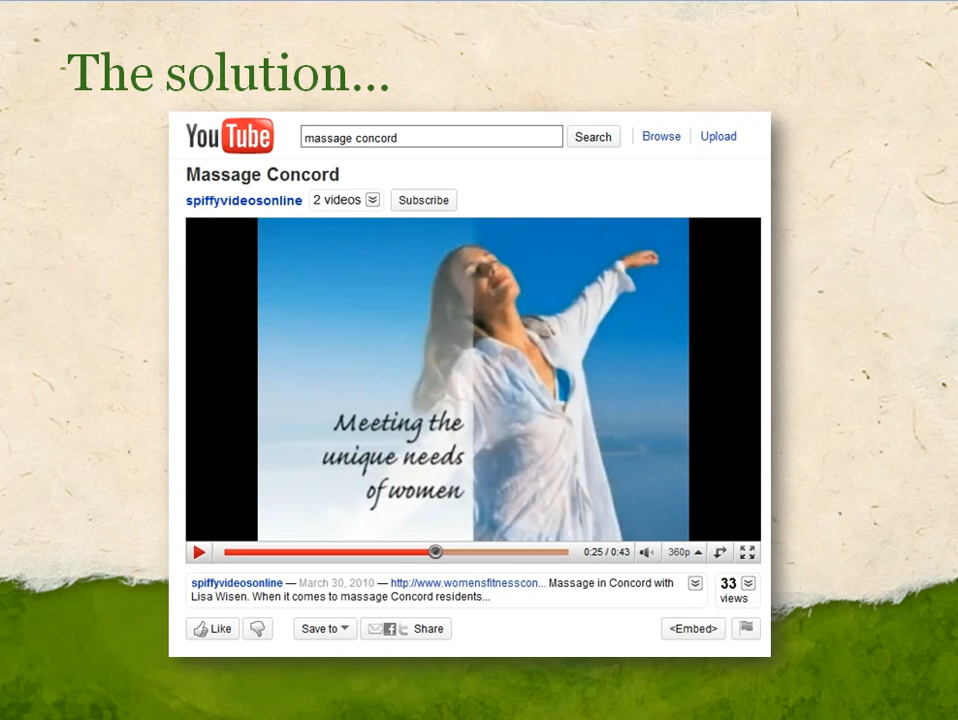 The solution...
YouTube
massage concord
Search
Browse
Upload
Massage Concord
spiffyvideosonline
2 videos
Subscribe
Meeting the
unique needs
of women
0:25 / 0:43
360p
spiffyvideosonline — March 30, 2010 — http://www.womensfitnesscon... Massage in Concord with
Lisa Wisen. When it comes to massage Concord residents...
33
views
Like
Save to
Share
<Embed>